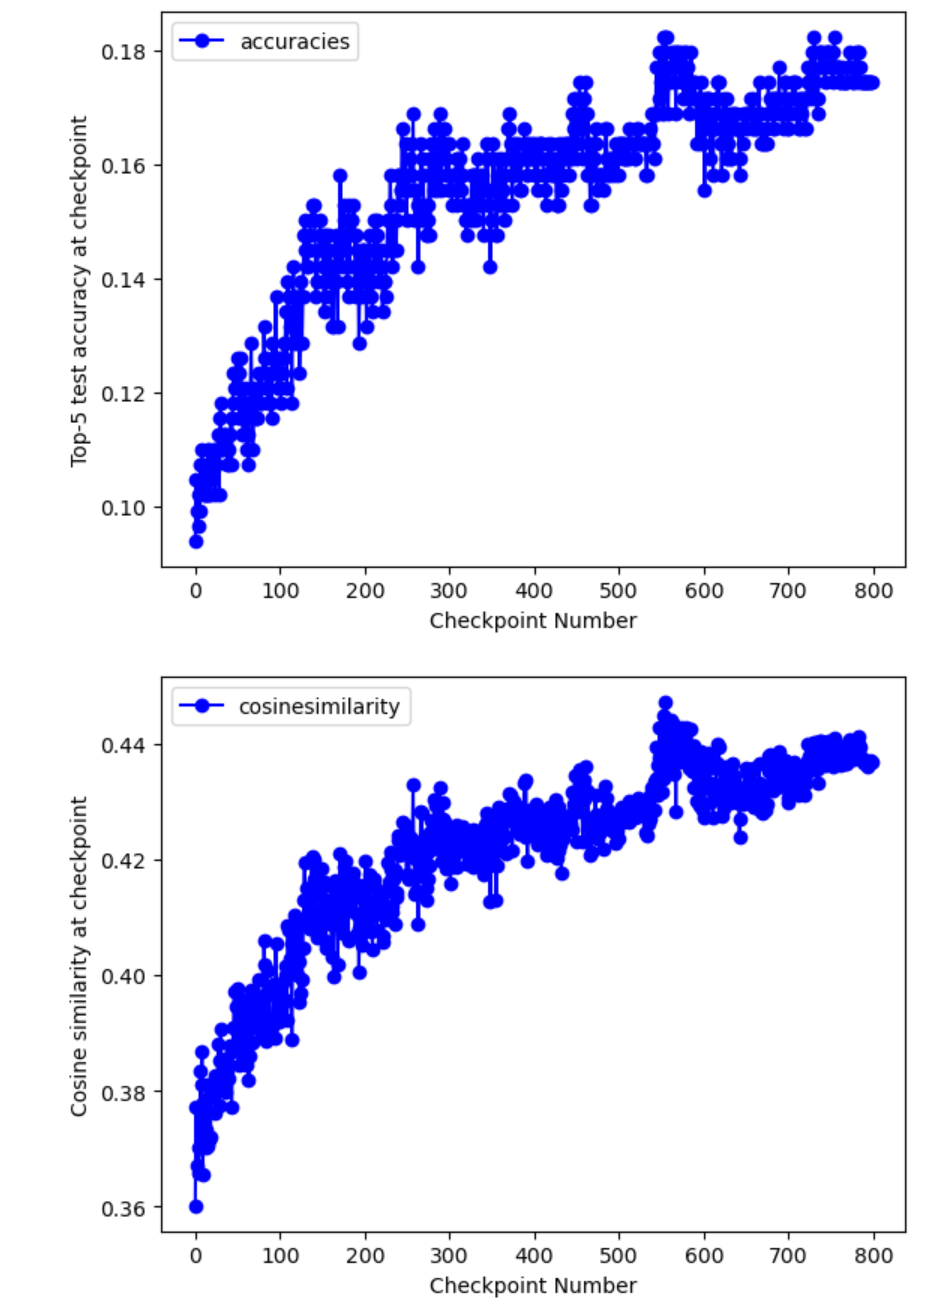 accuracies
0.18
0.16
0.14
0.12
0.10
Top-5 test accuracy at checkpoint
0 100 200 300 400 500 600 700 800
Checkpoint Number
cosinesimilarity
0.44
0.42
0.40
0.38
0.36
Cosine similarity at checkpoint
0 100 200 300 400 500 600 700 800
Checkpoint Number